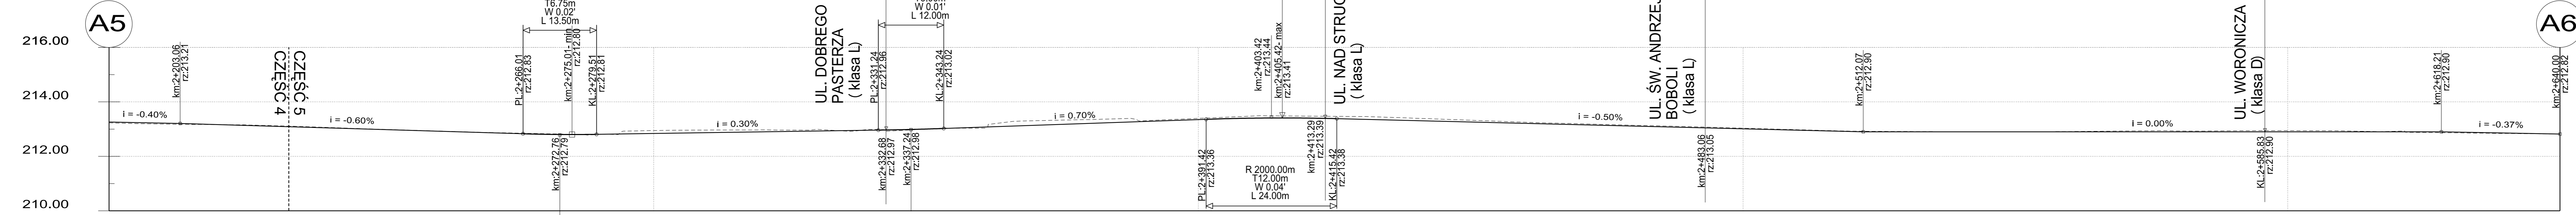 A5
216.00
214.00
212.00
210.00
i = -0.40%
km:2+203.06
rz:213.21
CZĘŚĆ 4
CZĘŚĆ 5
i = -0.60%
T6.75m
W 0.02'
L 13.50m
PL:2+266.01
rz:212.83
km:2+275.01- min
rz:212.80
KL:2+279.51
rz:212.81
km:2+272.76
rz:212.79
i = 0.30%
UL. DOBREGO
PASTERZA
( klasa L)
W 0.01'
L 12.00m
PL:2+331.24
rz:212.96
KL:2+343.24
rz:213.02
km:2+332.68
rz:212.97
km:2+337.24
rz:212.98
i = 0.70%
PL:2+391.42
rz:213.36
R 2000.00m
T12.00m
W 0.04'
L 24.00m
km:2+403.42
rz:213.44
km:2+405.42- max
rz:213.41
km:2+413.29
rz:213.39
KL:2+415.42
rz:213.38
UL. NAD STRUG
( klasa L)
i = -0.50%
UL. ŚW. ANDRZEJ
BOBOLI
( klasa L)
km:2+483.06
rz:213.05
km:2+512.07
rz:212.90
i = 0.00%
UL. WORONICZA
( klasa D)
KL:2+585.83
rz:212.90
km:2+618.21
rz:212.90
i = -0.37%
km:2+640.00
rz:212.82
A6